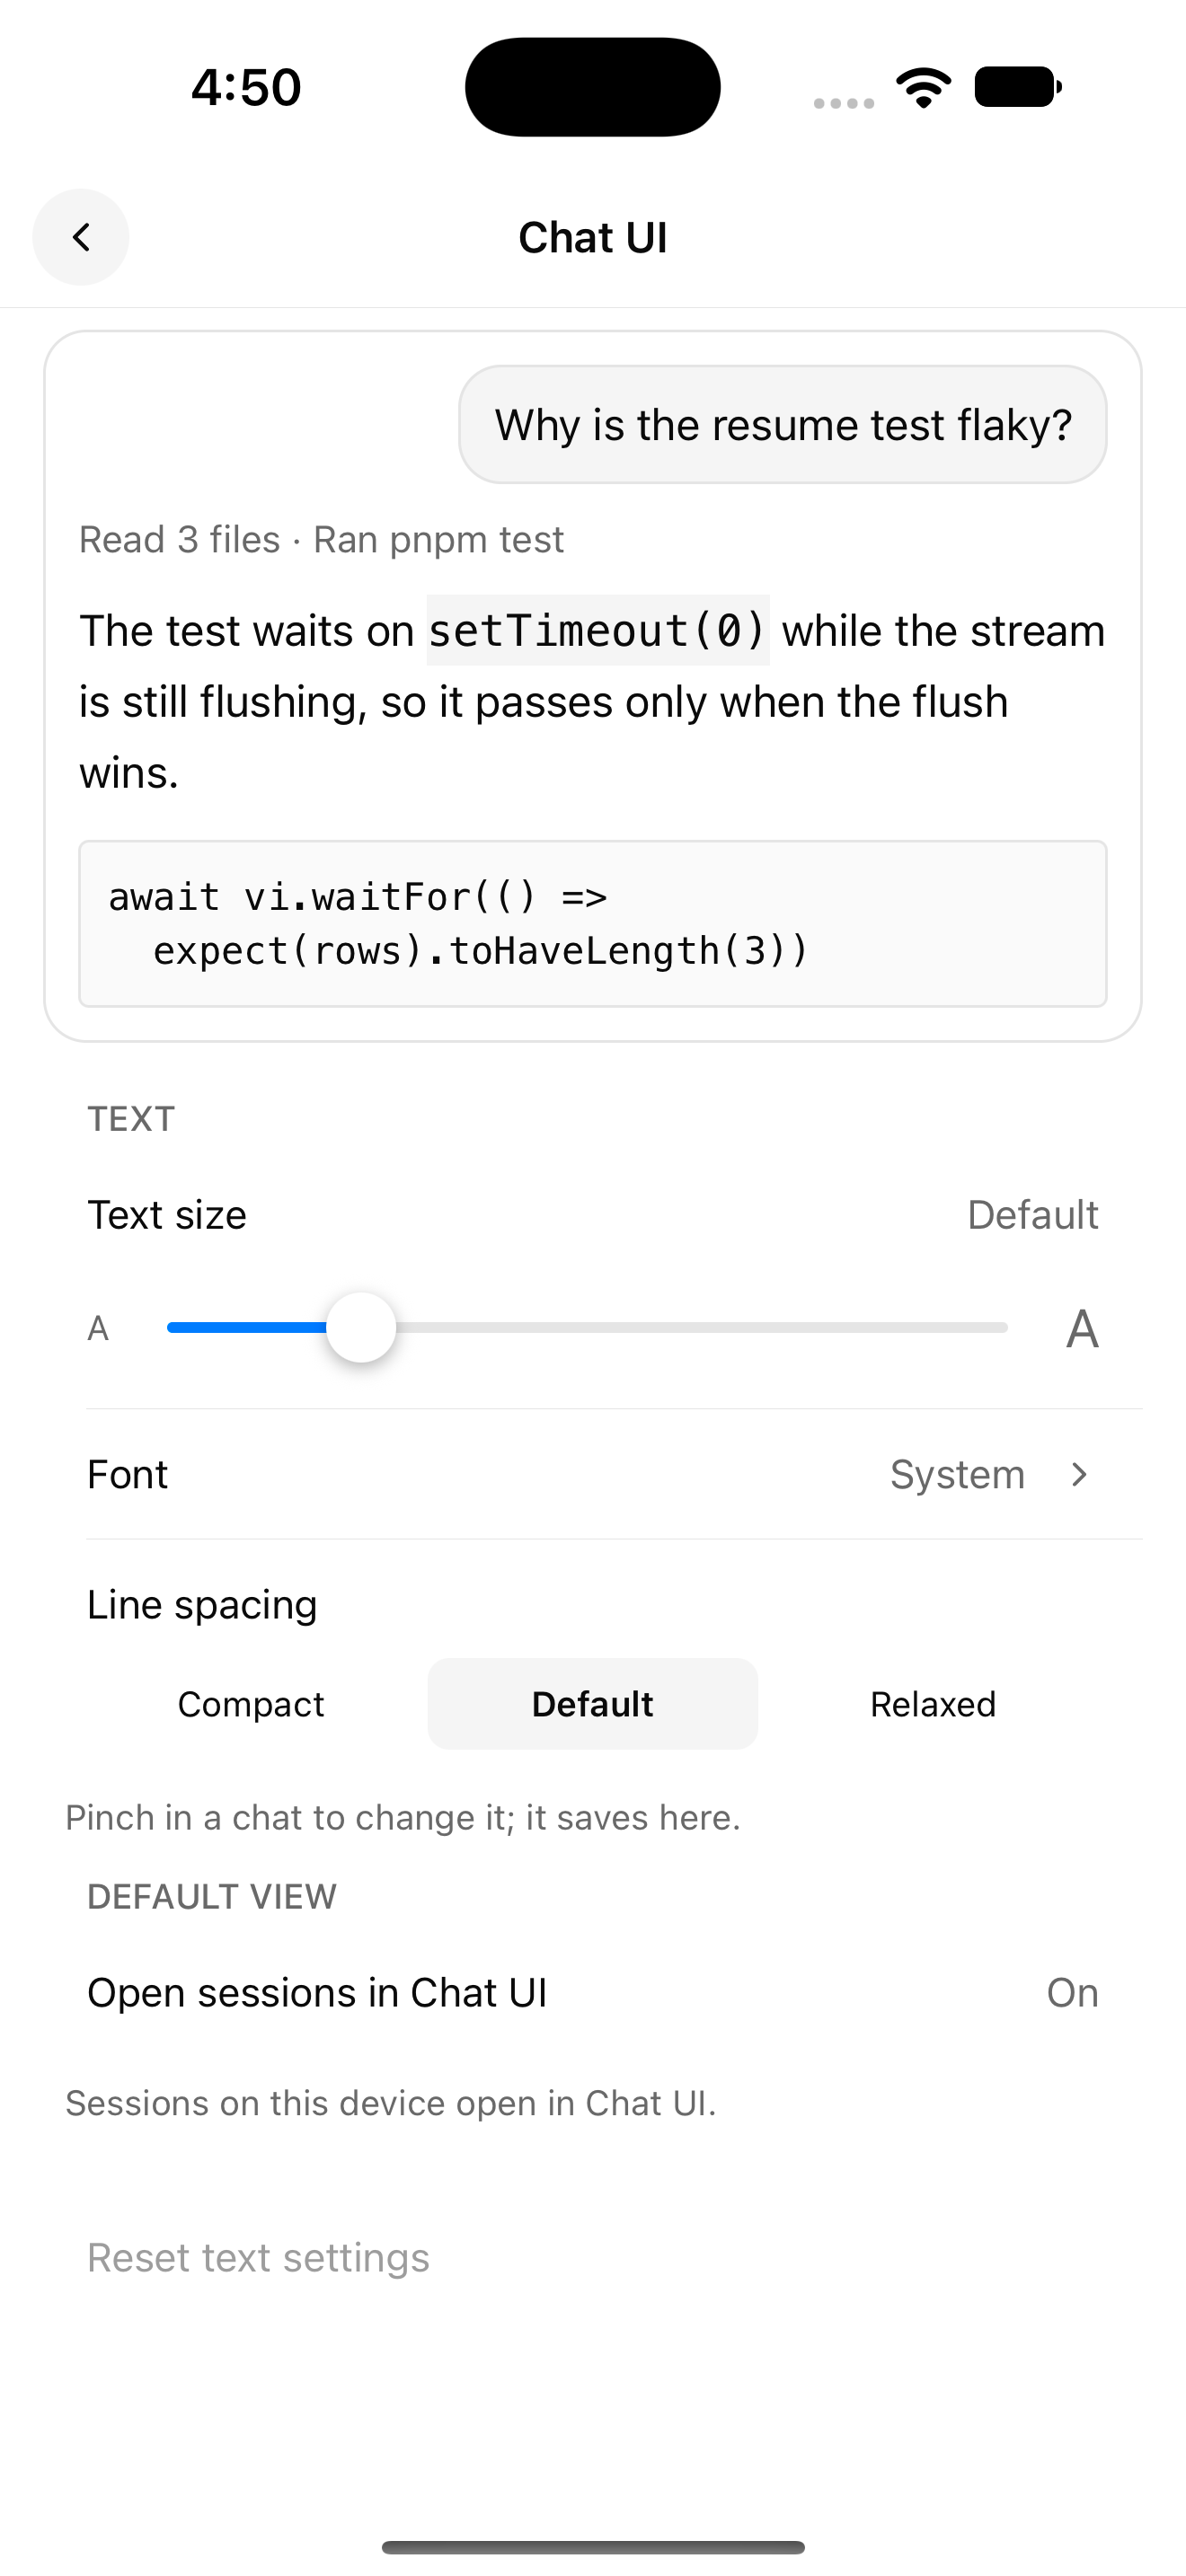 4:50
Chat UI
Why is the resume test flaky?
Read 3 files · Ran pnpm test
The test waits on setTimeout(0) while the stream
is still flushing, so it passes only when the flush
wins.
await vi.waitFor(() =>
  expect(rows).toHaveLength(3))
TEXT
Text size Default
A A
Font System
Line spacing
Compact Default Relaxed
Pinch in a chat to change it; it saves here.
DEFAULT VIEW
Open sessions in Chat UI On
Sessions on this device open in Chat UI.
Reset text settings